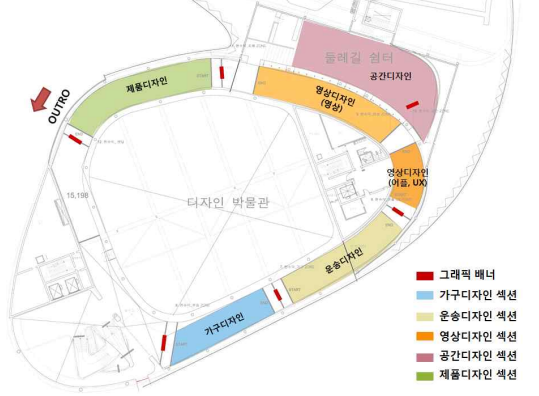 둘레길 쉼터
공간디자인
제품디자인
영상디자인
(영상)
OUTRO
영상디자인
(어플, UX)
15,198
디자인 박물관
운송디자인
가구디자인
그래픽 배너
가구디자인 섹션
운송디자인 섹션
영상디자인 섹션
공간디자인 섹션
제품디자인 섹션